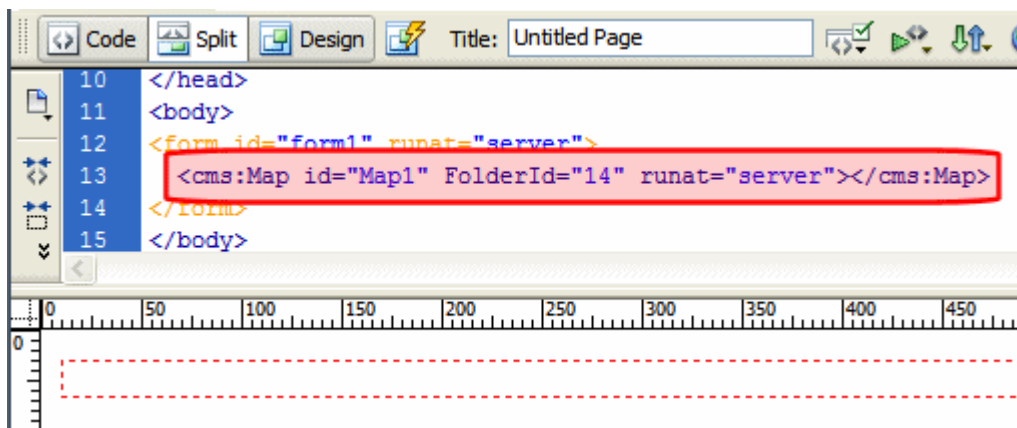 Code Split Design Title: Untitled Page
10 </head>
11 <body>
12 <form id="form1" runat="server">
13 <cms:Map id="Map1" FolderId="14" runat="server"></cms:Map>
14 </form>
15 </body>
0 50 100 150 200 250 300 350 400 450
0